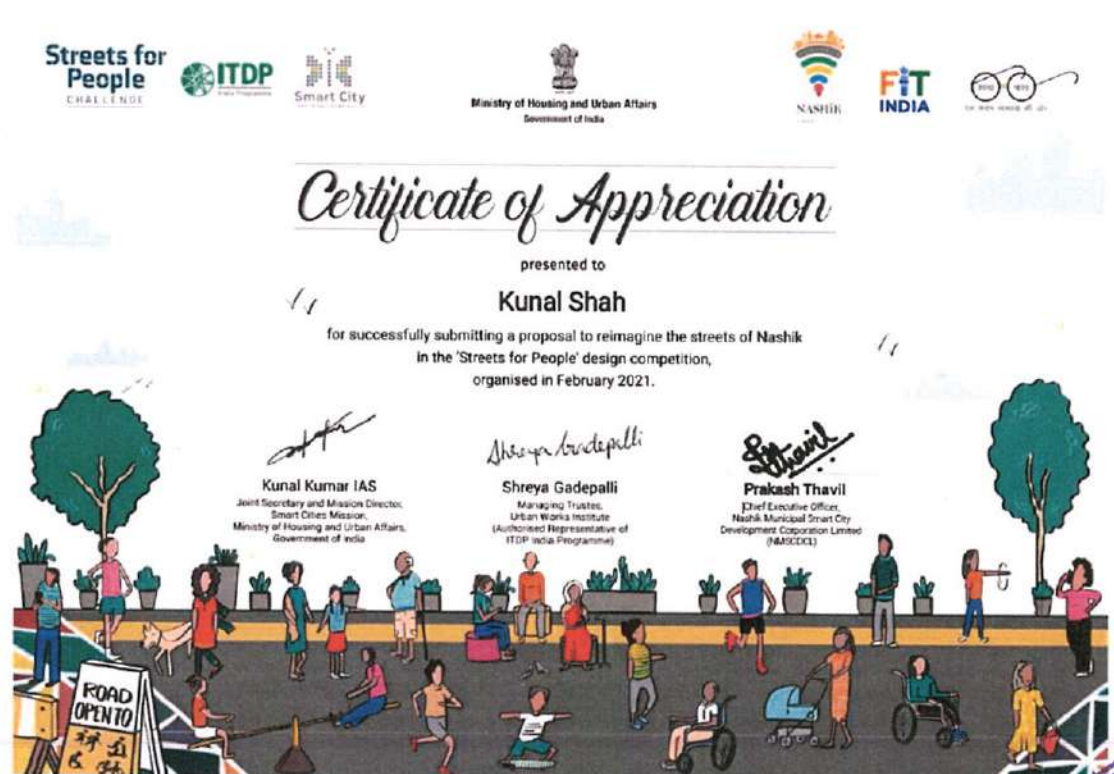 Streets for
People
CHALLENGE
ITDP
India Programme
Smart City
Ministry of Housing and Urban Affairs
Government of India
NASHIK
FIT
INDIA
Certificate of Appreciation
presented to
Kunal Shah
for successfully submitting a proposal to reimagine the streets of Nashik
in the 'Streets for People' design competition,
organised in February 2021.
Shreya Gadepalli
Kunal Kumar IAS
Joint Secretary and Mission Director,
Smart Cities Mission,
Ministry of Housing and Urban Affairs,
Government of India
Shreya Gadepalli
Managing Trustee,
Urban Works Institute
(Authorised Representative of
ITDP India Programme)
Prakash Thavil
Chief Executive Officer,
Nashik Municipal Smart City
Development Corporation Limited
(NMSCDCL)
ROAD
OPEN TO